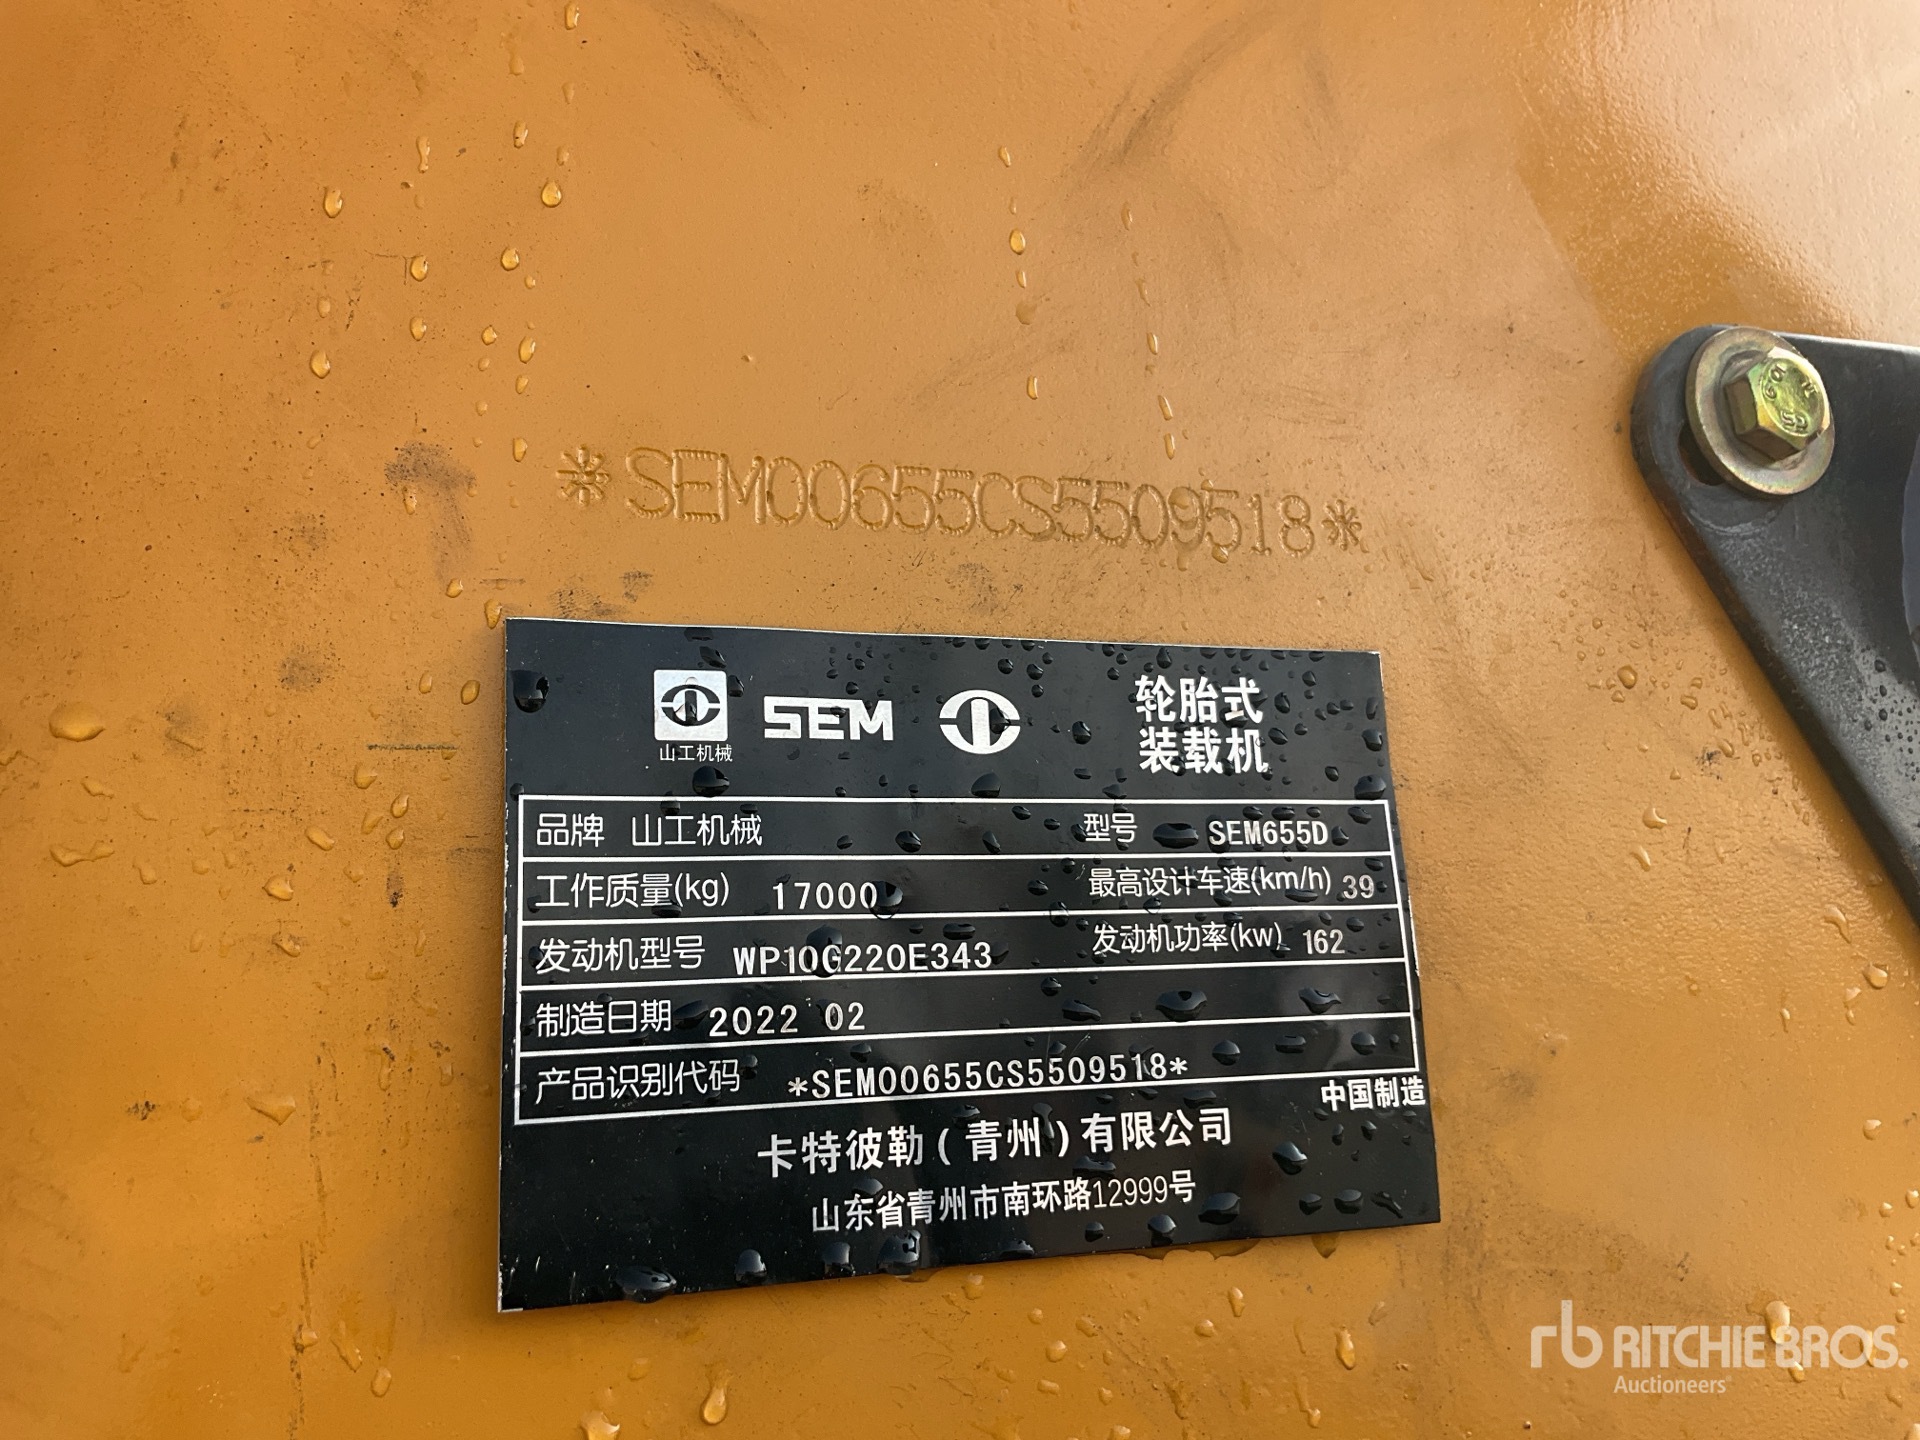 *SEM00655CS5509518*
山工机械
SEM
轮胎式
装载机
品牌 山工机械 型号 SEM655D
工作质量(kg) 17000 最高设计车速(km/h) 39
发动机型号 WP10G220E343 发动机功率(kw) 162
制造日期 2022 02
产品识别代码 *SEM00655CS5509518*
中国制造
卡特彼勒(青州)有限公司
山东省青州市南环路12999号
rb RITCHIE BROS.
Auctioneers